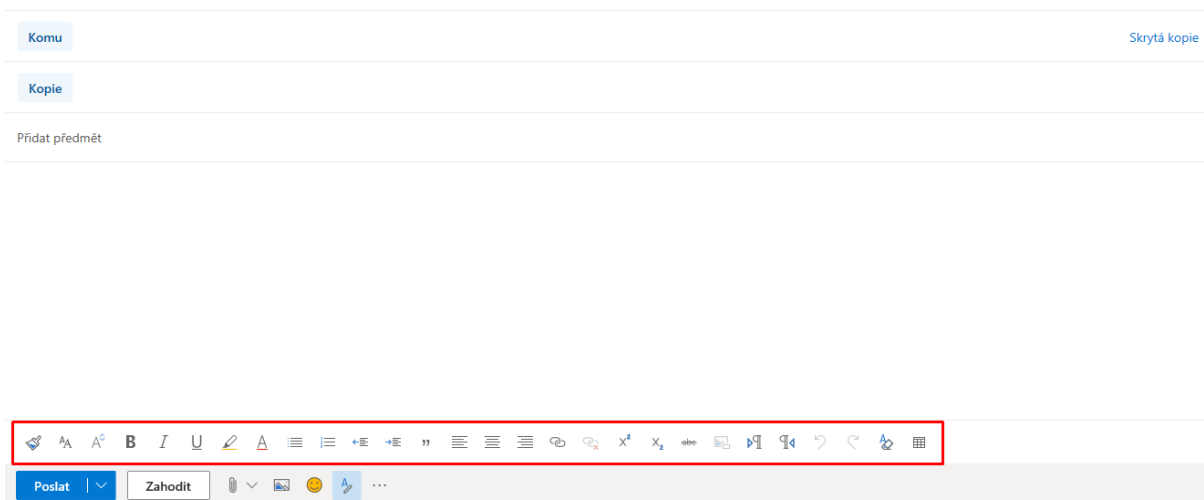 Komu
Skrytá kopie
Kopie
Přidat předmět
Poslat
Zahodit